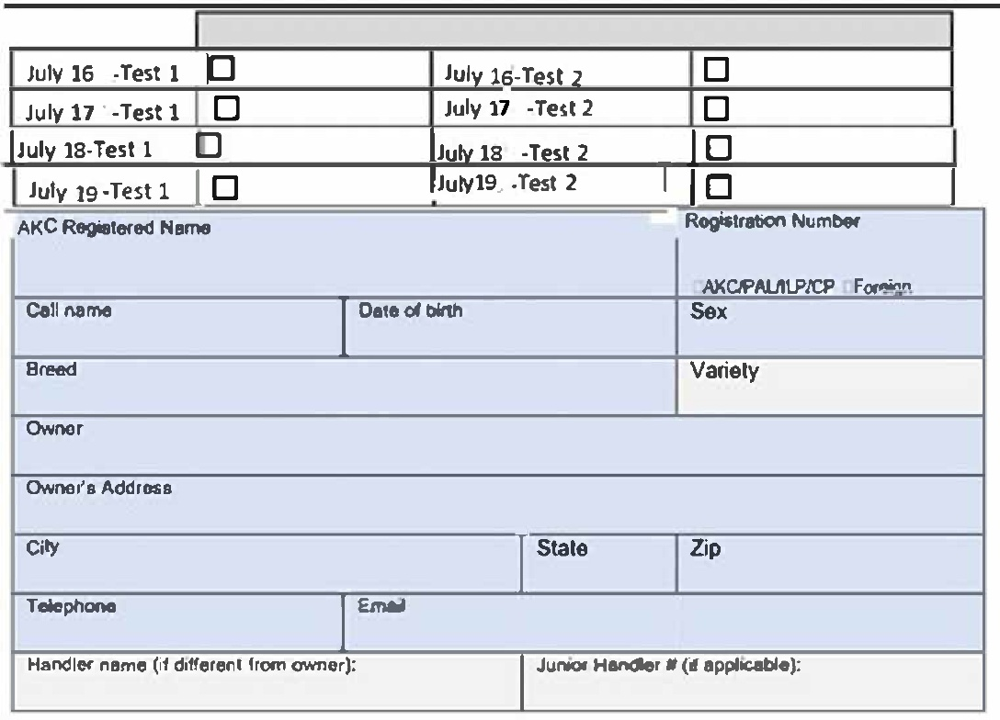 July 16 -Test 1 ☐ July 16-Test 2 ☐
July 17 -Test 1 ☐ July 17 -Test 2 ☐
July 18-Test 1 ☐ July 18 -Test 2 ☐
July 19-Test 1 ☐ July19 -Test 2 ☐
AKC Registered Name Registration Number
☐AKC/PAL/ILP/CP ☐Foreign
Call name Date of birth Sex
Breed Variety
Owner
Owner's Address
City State Zip
Telephone Email
Handler name (if different from owner): Junior Handler # (if applicable):